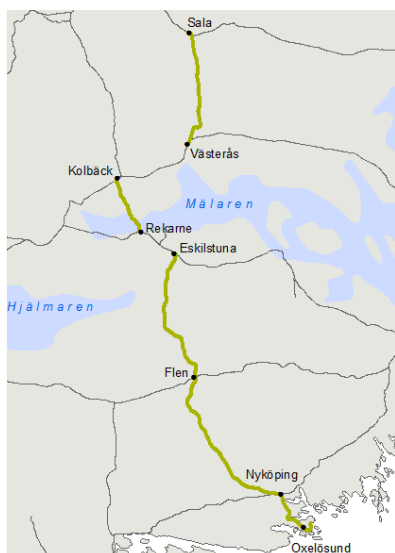 Sala
Västerås
Kolbäck
Mälaren
Rekarne
Eskilstuna
Hjälmaren
Flen
Nyköping
Oxelösund